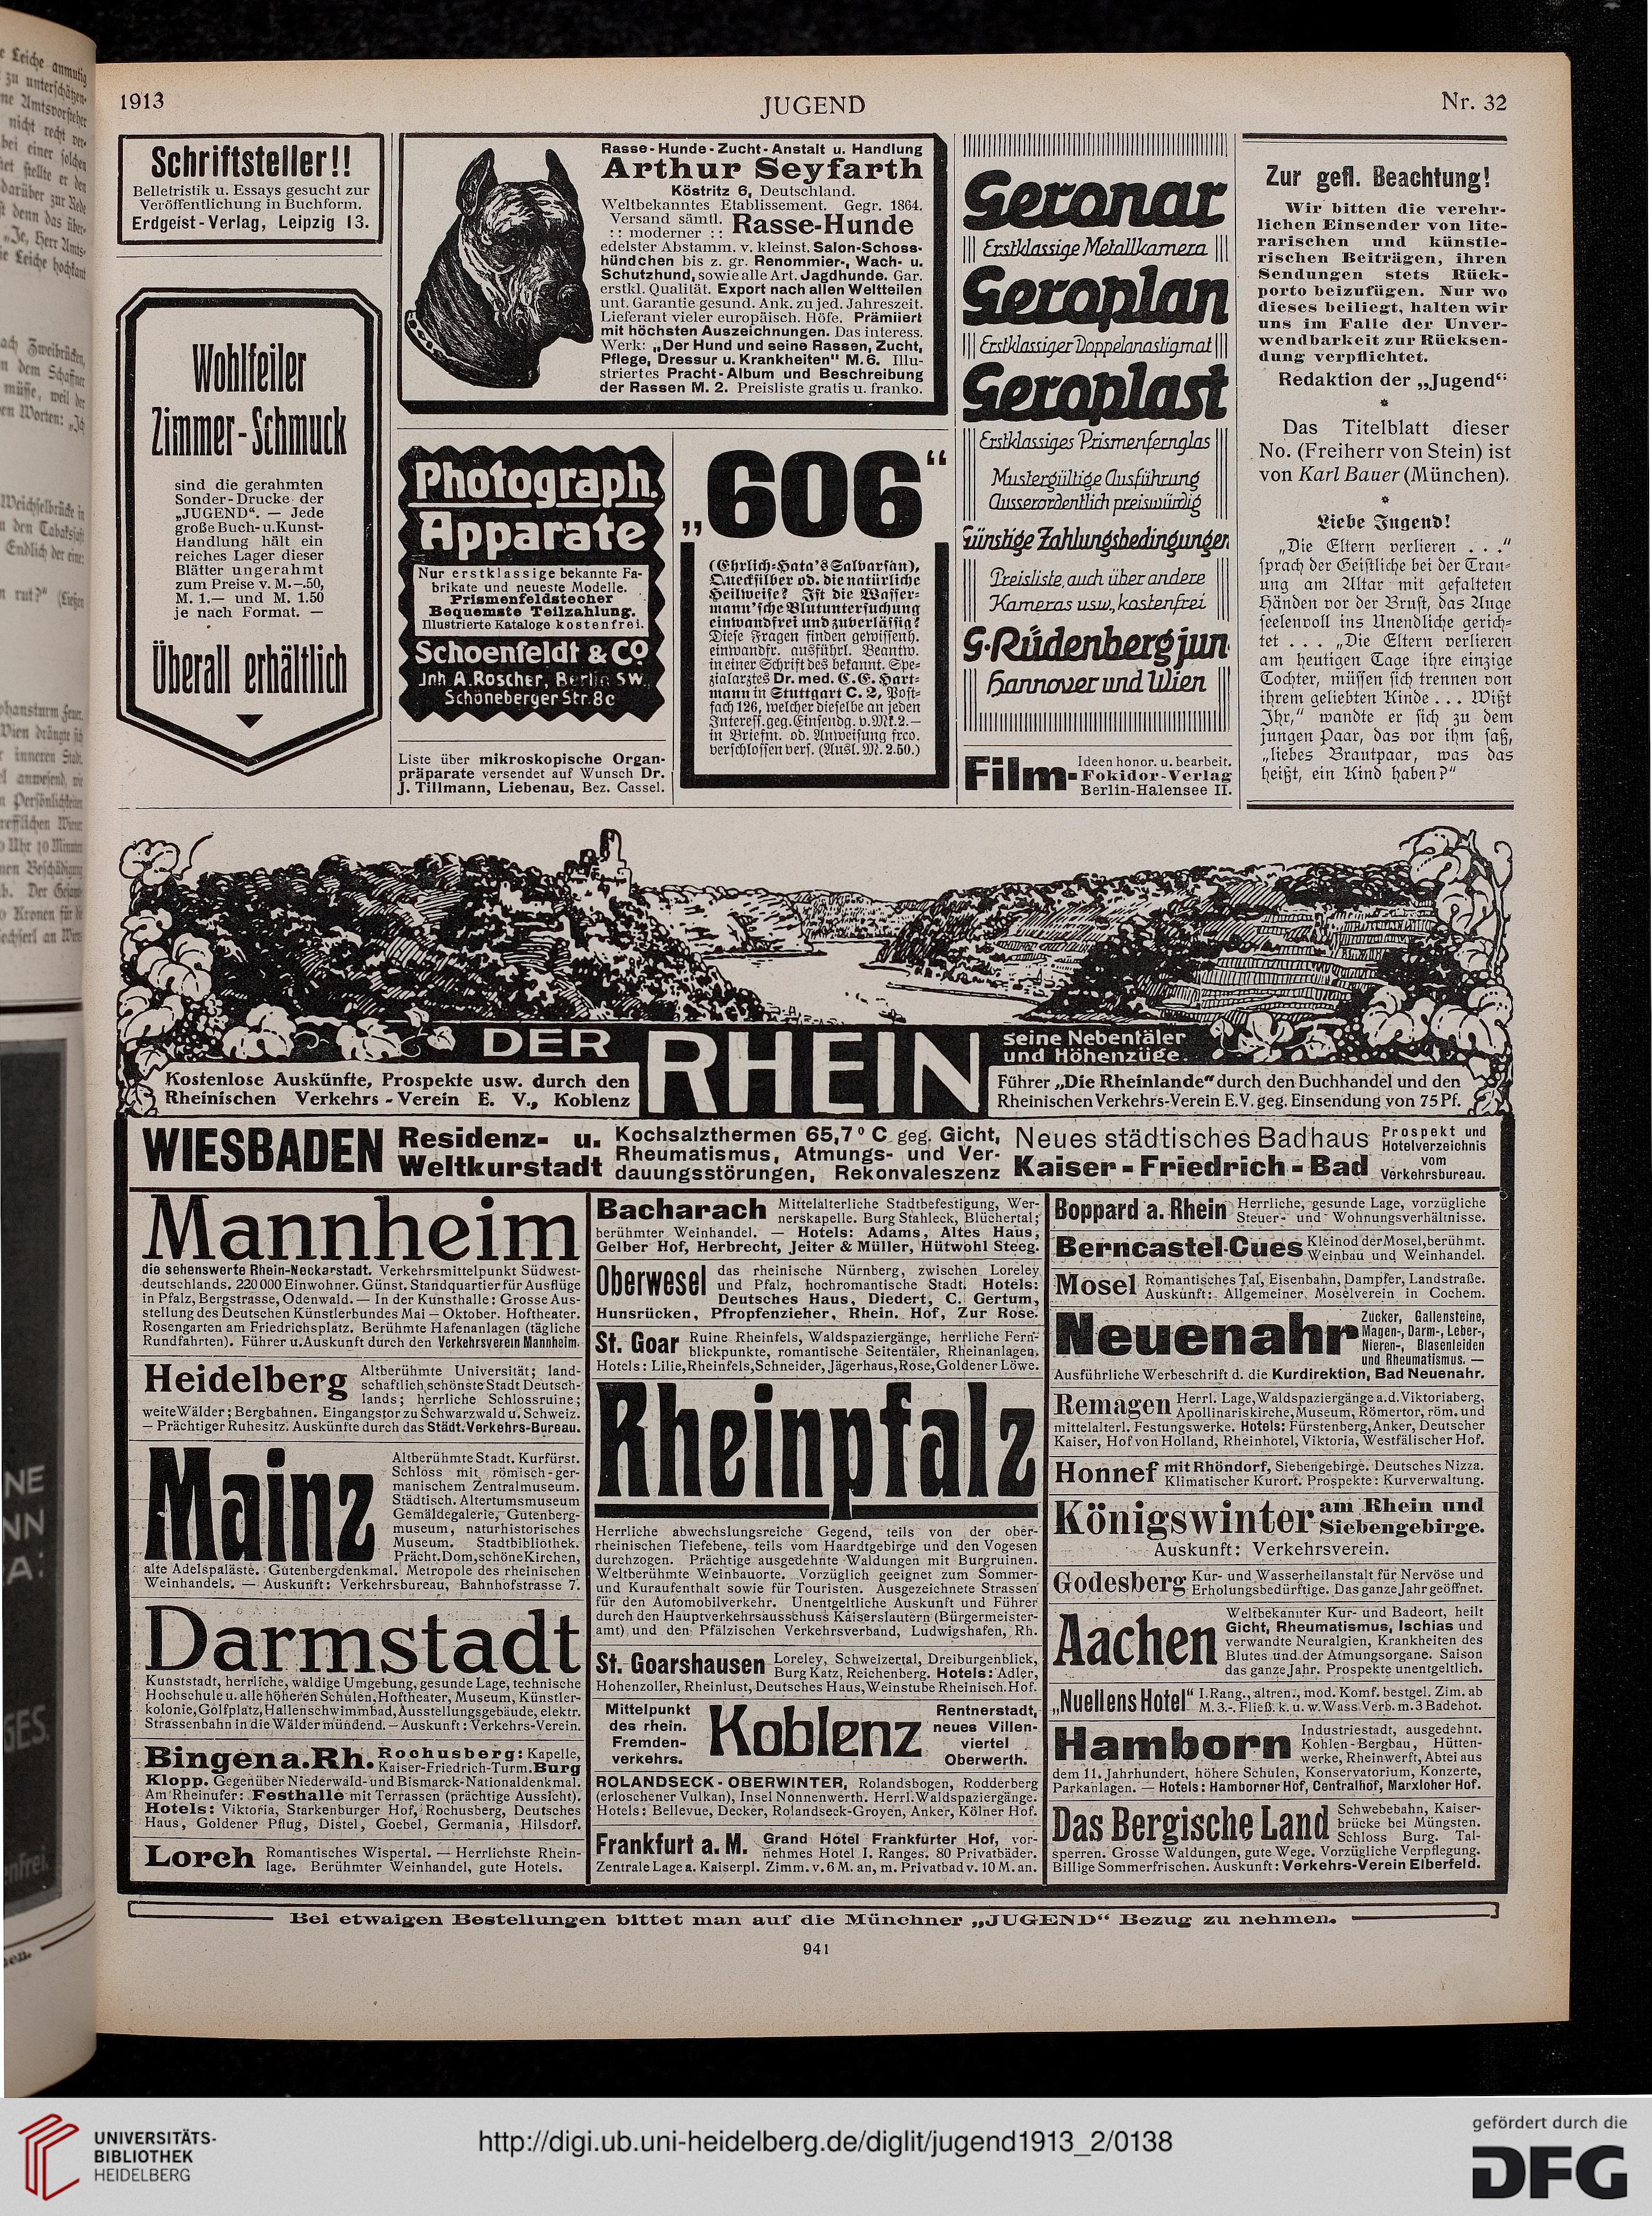 1913
JUGEND
Nr. 32
Schriftsteller!!
Belletristik u. Essays gesucht zur
Veröffentlichung in Buchform.
Erdgeist-Verlag, Leipzig 13.
Wohlfeiler
Zimmer-Schmuck
sind die gerahmten
Sonder-Drucke der
„JUGEND“. — Jede
große Buch- u. Kunst-
Handlung hält ein
reiches Lager dieser
Blätter ungerahmt
zum Preise v. M.—.50,
M. 1.— und M. 1.50
je nach Format. —
Überall erhältlich
Rasse-Hunde-Zucht-Anstalt u. Handlung
Arthur Seyfarth
Köstritz 6, Deutschland.
Weltbekanntes Etablissement. Gegr. 1864.
Versand sämtl.
:: moderner :: Rasse-Hunde
edelster Abstamm. v. kleinst. Salon-Schoss-
hündchen bis z. gr. Renommier-, Wach- u.
Schutzhund, sowie alle Art. Jagdhunde. Gar.
erstkl. Qualität. Export nach allen Weltteilen
unt. Garantie gesund. Ank. zu jed. Jahreszeit.
Lieferant vieler europäisch. Höfe. Prämiiert
mit höchsten Auszeichnungen. Das interess.
Werk: „Der Hund und seine Rassen, Zucht,
Pflege, Dressur u. Krankheiten“ M. 6. Illu-
striertes Pracht-Album und Beschreibung
der Rassen M. 2. Preisliste gratis u. franko.
Photograph.
Apparate
Nur erstklassige bekannte Fa-
brikate und neueste Modelle.
Prismenfeldstecher
Bequemste Teilzahlung.
Illustrierte Kataloge kostenfrei.
Schoenfeldt & Co
Jnh A. Roscher, Berlin SW.,
Schöneberger Str. 8c
Liste über mikroskopische Organ-
präparate versendet auf Wunsch Dr.
J. Tillmann, Liebenau, Bez. Cassel.
„606“
(Ehrlich-Hata's Salvarsan),
Quecksilber od. die natürliche
Heilweise? Ist die Wasser-
mann'sche Blutuntersuchung
einwandfrei und zuverlässig?
Diese Fragen finden gewissenh.
einwandfr. ausführl. Beantw.
in einer Schrift des bekannt. Spe-
zialarztes Dr. med. E. E. Hart-
mann in Stuttgart C. 2, Post-
fach 126, welcher dieselbe an jeden
Interess. geg. Einsendg. v. Mk. 2.—
in Briefm. od. Anweisung frco.
verschlossen vers. (Ausl. M. 2.50.)
Geronar
Erstklassige Metallkamera
Geroplan
Erstklassiger Doppelanastigmat
Geroplast
Erstklassiges Prismenfernglas
Mustergültige Ausführung
Ausserordentlich preiswürdig
Günstige Zahlungsbedingungen
Preisliste, auch über andere
Kameras usw., kostenfrei
G. Rüdenberg jun
Hannover und Wien
Film- Ideen honor. u. bearbeit.
Fokidor-Verlag
Berlin-Halensee II.
Zur gefl. Beachtung!
Wir bitten die verehr-
lichen Einsender von lite-
rarischen und künstle-
rischen Beiträgen, ihren
Sendungen stets Rück-
porto beizufügen. Nur wo
dieses beiliegt, halten wir
uns im Falle der Unver-
wendbarkeit zur Rücksen-
dung verpflichtet.
Redaktion der „Jugend“
*
Das Titelblatt dieser
No. (Freiherr von Stein) ist
von Karl Bauer (München).
*
Liebe Jugend!
„Die Eltern verlieren . . .“
sprach der Geistliche bei der Trau-
ung am Altar mit gefalteten
Händen vor der Brust, das Auge
seelenvoll ins Unendliche gerich-
tet . . . „Die Eltern verlieren
am heutigen Tage ihre einzige
Tochter, müssen sich trennen von
ihrem geliebten Kinde . . . Wißt
Ihr,“ wandte er sich zu dem
jungen Paar, das vor ihm saß,
„liebes Brautpaar, was das
heißt, ein Kind haben?“
DER RHEIN
seine Nebentäler
und Höhenzüge.
Kostenlose Auskünfte, Prospekte usw. durch den
Rheinischen Verkehrs-Verein E. V., Koblenz
Führer „Die Rheinlande“ durch den Buchhandel und den
Rheinischen Verkehrs-Verein E.V. geg. Einsendung von 75 Pf.
WIESBADEN Residenz- u.
Weltkurstadt
Kochsalzthermen 65,7° C geg. Gicht,
Rheumatismus, Atmungs- und Ver-
dauungsstörungen, Rekonvaleszenz
Neues städtisches Badhaus
Kaiser-Friedrich-Bad
Prospekt und
Hotelverzeichnis
vom
Verkehrsbureau.
Mannheim
die sehenswerte Rhein-Neckarstadt. Verkehrsmittelpunkt Südwest-
deutschlands. 220 000 Einwohner. Günst. Standquartier für Ausflüge
in Pfalz, Bergstrasse, Odenwald. — In der Kunsthalle: Grosse Aus-
stellung des Deutschen Künstlerbundes Mai — Oktober. Hoftheater.
Rosengarten am Friedrichsplatz. Berühmte Hafenanlagen (tägliche
Rundfahrten). Führer u. Auskunft durch den Verkehrsverein Mannheim.
Heidelberg Altberühmte Universität; land-
schaftlich schönste Stadt Deutsch-
lands; herrliche Schlossruine;
weite Wälder; Bergbahnen. Eingangstor zu Schwarzwald u. Schweiz.
— Prächtiger Ruhesitz. Auskünfte durch das Städt. Verkehrs-Bureau.
Mainz Altberühmte Stadt. Kurfürst.
Schloss mit römisch-ger-
manischem Zentralmuseum.
Städtisch. Altertumsmuseum
Gemäldegalerie, Gutenberg-
museum, naturhistorisches
Museum. Stadtbibliothek.
Prächt. Dom, schöne Kirchen,
alte Adelspaläste. Gutenbergdenkmal. Metropole des rheinischen
Weinhandels. — Auskunft: Verkehrsbureau, Bahnhofstrasse 7.
Darmstadt
Kunststadt, herrliche, waldige Umgebung, gesunde Lage, technische
Hochschule u. alle höheren Schulen, Hoftheater, Museum, Künstler-
kolonie, Golfplatz, Hallenschwimmbad, Ausstellungsgebäude, elektr.
Strassenbahn in die Wälder mündend. — Auskunft: Verkehrs-Verein.
Bingen a. Rh. Rochusberg: Kapelle,
Kaiser-Friedrich-Turm. Burg
Klopp. Gegenüber Niederwald- und Bismarck-Nationaldenkmal.
Am Rheinufer: Festhalle mit Terrassen (prächtige Aussicht).
Hotels: Viktoria, Starkenburger Hof, Rochusberg, Deutsches
Haus, Goldener Pflug, Distel, Goebel, Germania, Hilsdorf.
Lorch Romantisches Wispertal. — Herrlichste Rhein-
lage. Berühmter Weinhandel, gute Hotels.
Bacharach Mittelalterliche Stadtbefestigung, Wer-
nerskapelle. Burg Stahleck, Blüchertal;
berühmter Weinhandel. — Hotels: Adams, Altes Haus,
Gelber Hof, Herbrecht, Jeiter & Müller, Hütwohl Steeg.
Oberwesel das rheinische Nürnberg, zwischen Loreley
und Pfalz, hochromantische Stadt. Hotels:
Deutsches Haus, Diedert, C. Gertum,
Hunsrücken, Pfropfenzieher, Rhein. Hof, Zur Rose.
St. Goar Ruine Rheinfels, Waldspaziergänge, herrliche Fern-
blickpunkte, romantische Seitentäler, Rheinanlagen.
Hotels: Lilie, Rheinfels, Schneider, Jägerhaus, Rose, Goldener Löwe.
Rheinpfalz
Herrliche abwechslungsreiche Gegend, teils von der ober-
rheinischen Tiefebene, teils vom Haardtgebirge und den Vogesen
durchzogen. Prächtige ausgedehnte Waldungen mit Burgruinen.
Weltberühmte Weinbauorte. Vorzüglich geeignet zum Sommer-
und Kuraufenthalt sowie für Touristen. Ausgezeichnete Strassen
für den Automobilverkehr. Unentgeltliche Auskunft und Führer
durch den Hauptverkehrsausschuss Kaiserslautern (Bürgermeister-
amt) und den Pfälzischen Verkehrsverband, Ludwigshafen, Rh.
St. Goarshausen Loreley, Schweizertal, Dreiburgenblick,
Burg Katz, Reichenberg. Hotels: Adler,
Hohenzoller, Rheinlust, Deutsches Haus, Weinstube Rheinisch. Hof.
Mittelpunkt
des rhein.
Fremden-
verkehrs.
Koblenz
Rentnerstadt,
neues Villen-
viertel
Oberwerth.
ROLANDSECK-OBERWINTER, Rolandsbogen, Rodderberg
(erloschener Vulkan), Insel Nonnenwerth. Herrl. Waldspaziergänge.
Hotels: Bellevue, Decker, Rolandseck-Groyen, Anker, Kölner Hof.
Frankfurt a. M. Grand Hotel Frankfurter Hof, vor-
nehmes Hotel I. Ranges. 80 Privatbäder.
Zentrale Lage a. Kaiserpl. Zimm. v. 6 M. an, m. Privatbad v. 10 M. an.
Boppard a. Rhein Herrliche, gesunde Lage, vorzügliche
Steuer- und Wohnungsverhältnisse.
Berncastel-Cues Kleinod der Mosel, berühmt.
Weinbau und Weinhandel.
Mosel Romantisches Tal, Eisenbahn, Dampfer, Landstraße.
Auskunft: Allgemeiner Moselverein in Cochem.
Neuenahr Zucker, Gallensteine,
Magen-, Darm-, Leber-,
Nieren-, Blasenleiden
und Rheumatismus. —
Ausführliche Werbeschrift d. die Kurdirektion, Bad Neuenahr.
Remagen Herrl. Lage, Waldspaziergänge a. d. Viktoriaberg,
Apollinariskirche, Museum, Römertor, röm. und
mittelalterl. Festungswerke. Hotels: Fürstenberg, Anker, Deutscher
Kaiser, Hof von Holland, Rheinhotel, Viktoria, Westfälischer Hof.
Honnef mit Rhöndorf, Siebengebirge. Deutsches Nizza.
Klimatischer Kurort. Prospekte: Kurverwaltung.
Königswinter am Rhein und
Siebengebirge.
Auskunft: Verkehrsverein.
Godesberg Kur- und Wasserheilanstalt für Nervöse und
Erholungsbedürftige. Das ganze Jahr geöffnet.
Aachen Weltbekannter Kur- und Badeort, heilt
Gicht, Rheumatismus, Ischias und
verwandte Neuralgien, Krankheiten des
Blutes und der Atmungsorgane. Saison
das ganze Jahr. Prospekte unentgeltlich.
„Nuellens Hotel“ I. Rang., altren., mod. Komf. bestgel. Zim. ab
M. 3.-. Fließ. k. u. w. Wass. Verb. m. 3 Badehot.
Hamborn Industriestadt, ausgedehnt.
Kohlen-Bergbau, Hütten-
werke, Rheinwerft, Abtei aus
dem 11. Jahrhundert, höhere Schulen, Konservatorium, Konzerte,
Parkanlagen. — Hotels: Hamborner Hof, Centralhof, Marxloher Hof.
Das Bergische Land Schwebebahn, Kaiser-
brücke bei Müngsten.
Schloss Burg. Tal-
sperren. Grosse Waldungen, gute Wege. Vorzügliche Verpflegung.
Billige Sommerfrischen. Auskunft: Verkehrs-Verein Elberfeld.
Bei etwaigen Bestellungen bittet man auf die Münchner „JUGEND“ Bezug zu nehmen.
941
UNIVERSITÄTS-
BIBLIOTHEK
HEIDELBERG
http://digi.ub.uni-heidelberg.de/diglit/jugend1913_2/0138
gefördert durch die
DFG